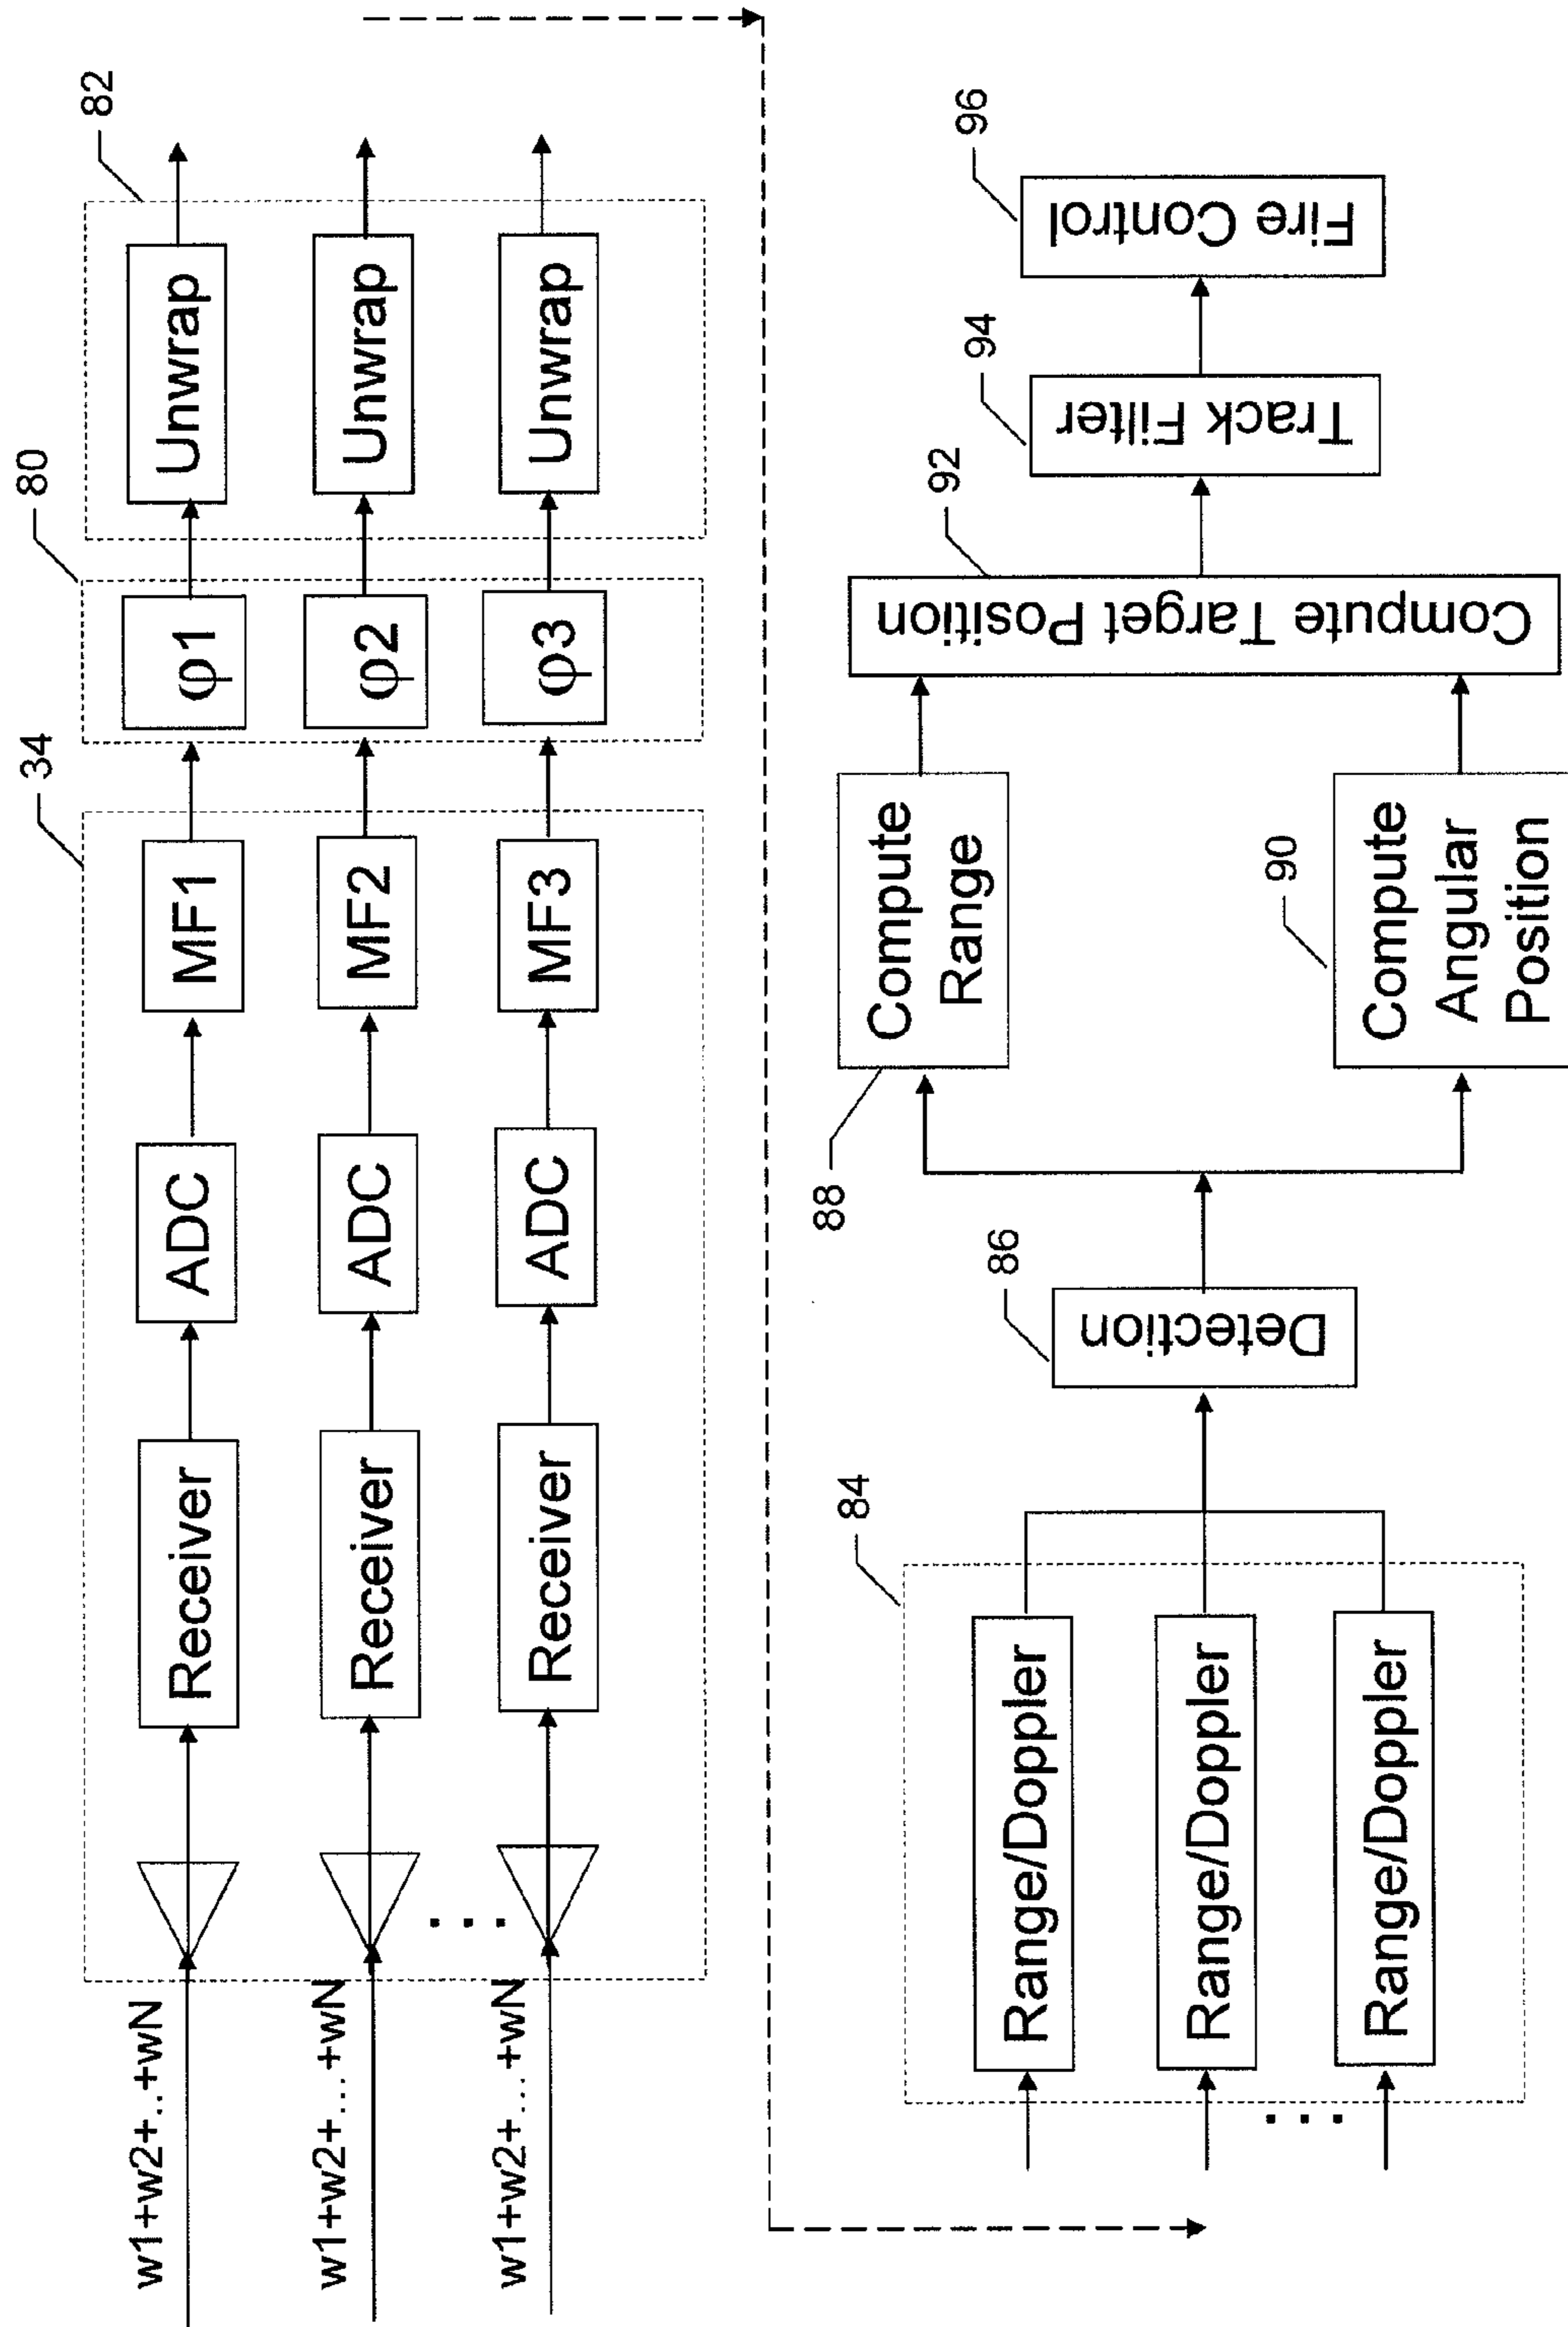 34
80
82
w1+w2+..+wN
Receiver
ADC
MF1
φ1
Unwrap
w1+w2+...+wN
Receiver
ADC
MF2
φ2
Unwrap
...
w1+w2+...+wN
Receiver
ADC
MF3
φ3
Unwrap
84
Range/Doppler
Range/Doppler
...
Range/Doppler
86
Detection
88
Compute
Range
90
Compute
Angular
Position
92
Compute Target Position
94
Track Filter
96
Fire Control